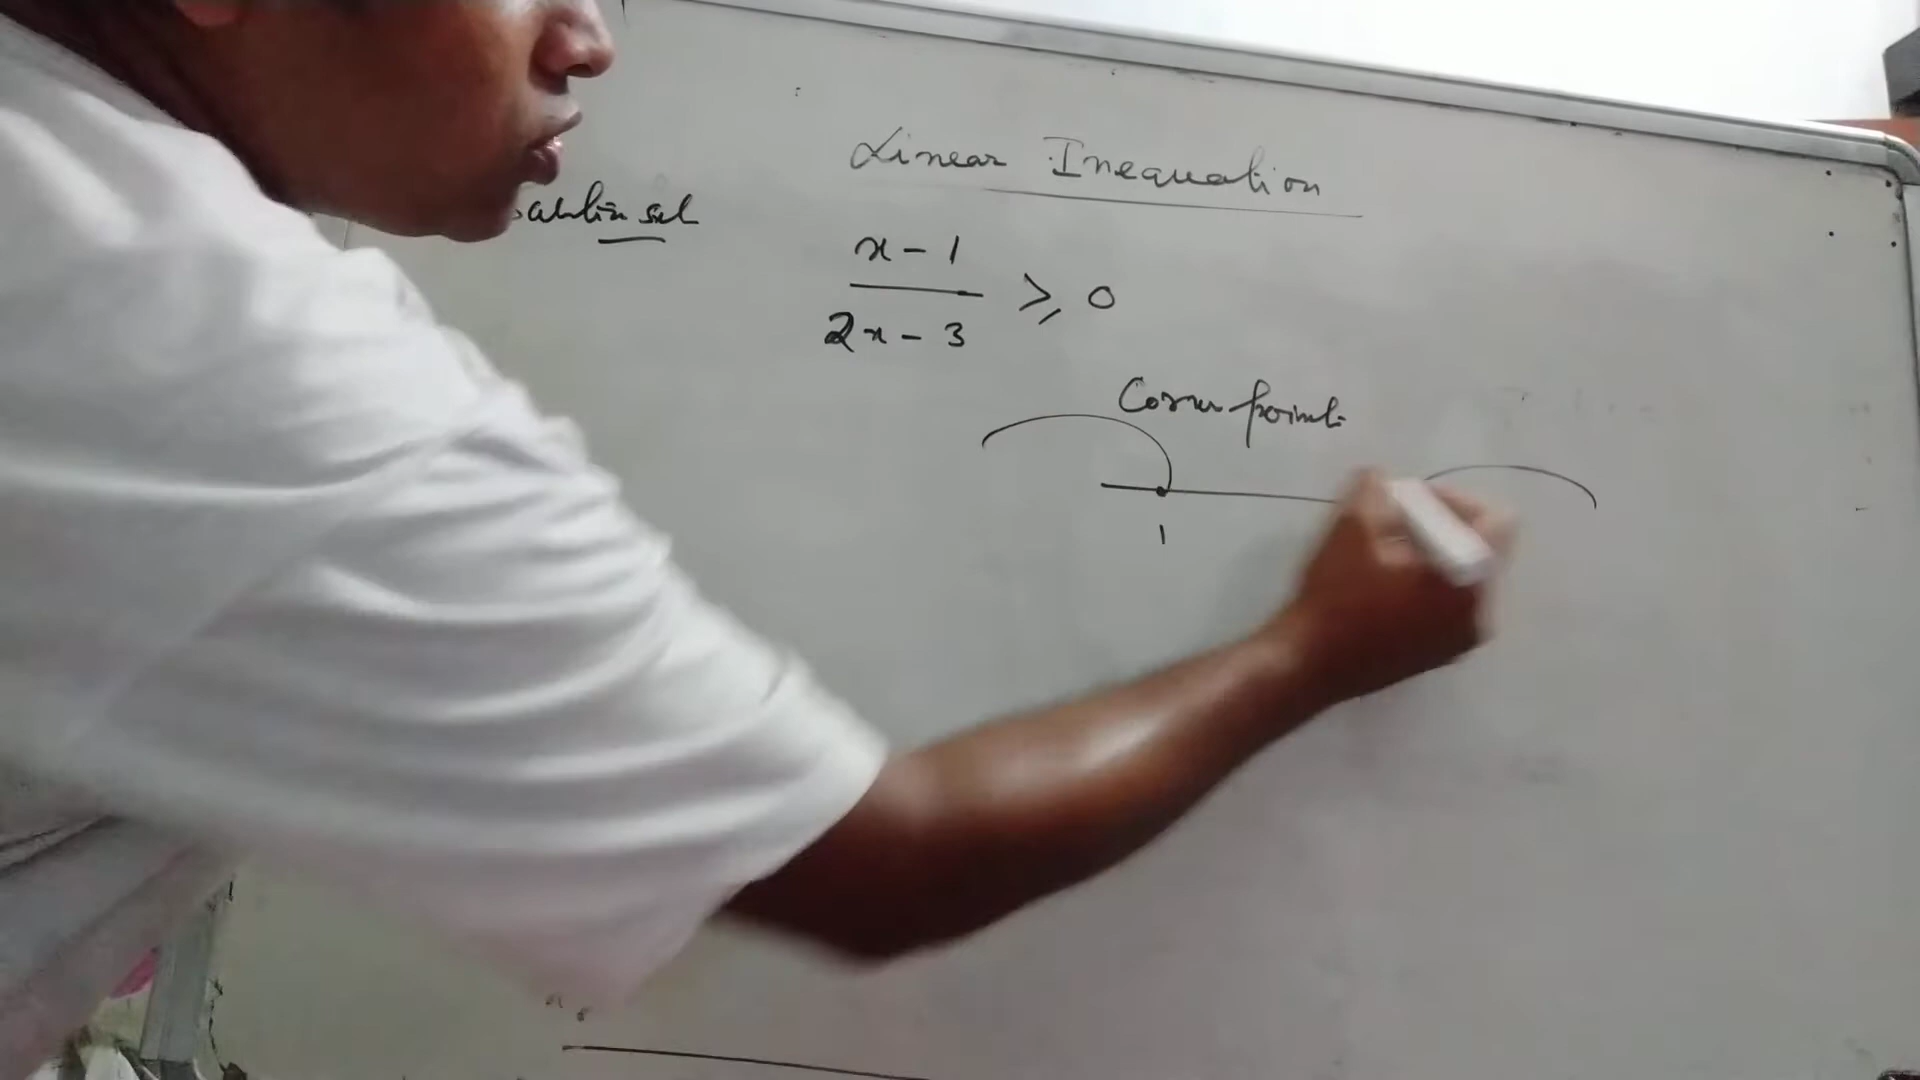 Linear Inequation
x - 1
2x - 3
⩾ 0
Corner points
1